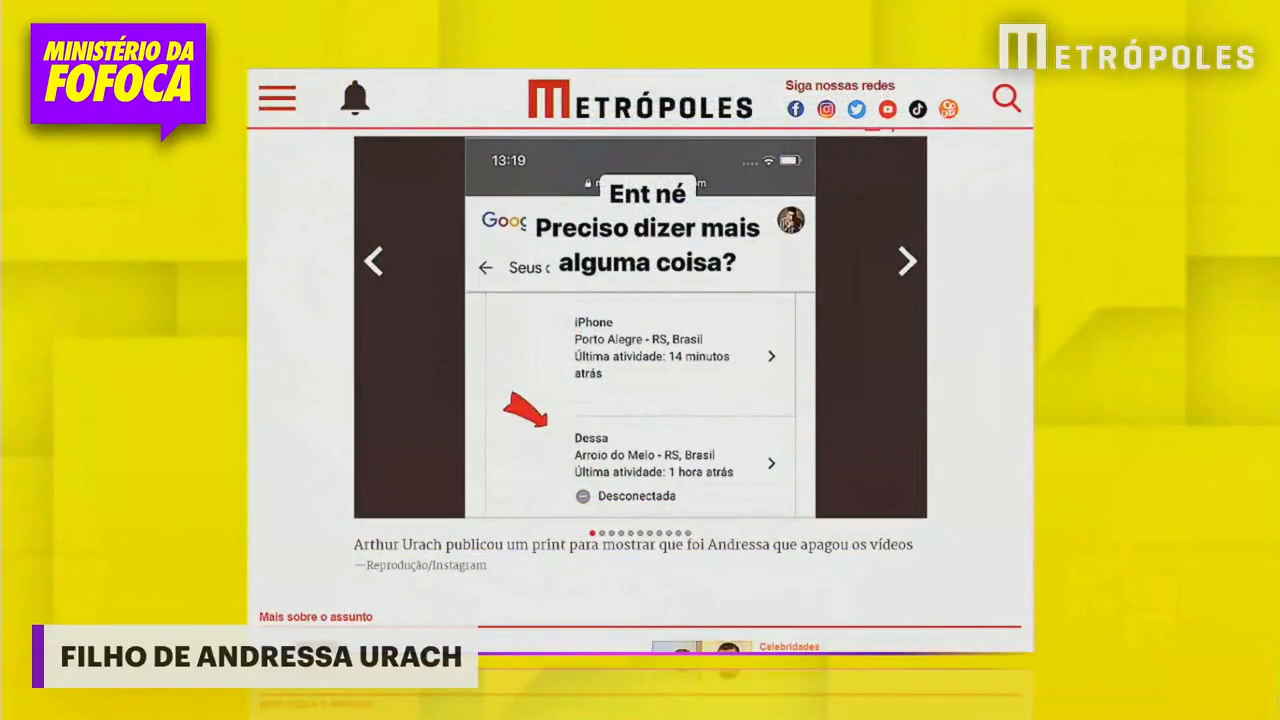 MINISTÉRIO DA
FOFOCA
METRÓPOLES
METRÓPOLES
Siga nossas redes
13:19
Ent né
Goog
Preciso dizer mais
Seus
alguma coisa?
iPhone
Porto Alegre - RS, Brasil
Última atividade: 14 minutos
atrás
Dessa
Arroio do Meio - RS, Brasil
Última atividade: 1 hora atrás
Desconectada
Arthur Urach publicou um print para mostrar que foi Andressa que apagou os vídeos
—Reprodução/Instagram
Mais sobre o assunto
Celebridades
FILHO DE ANDRESSA URACH